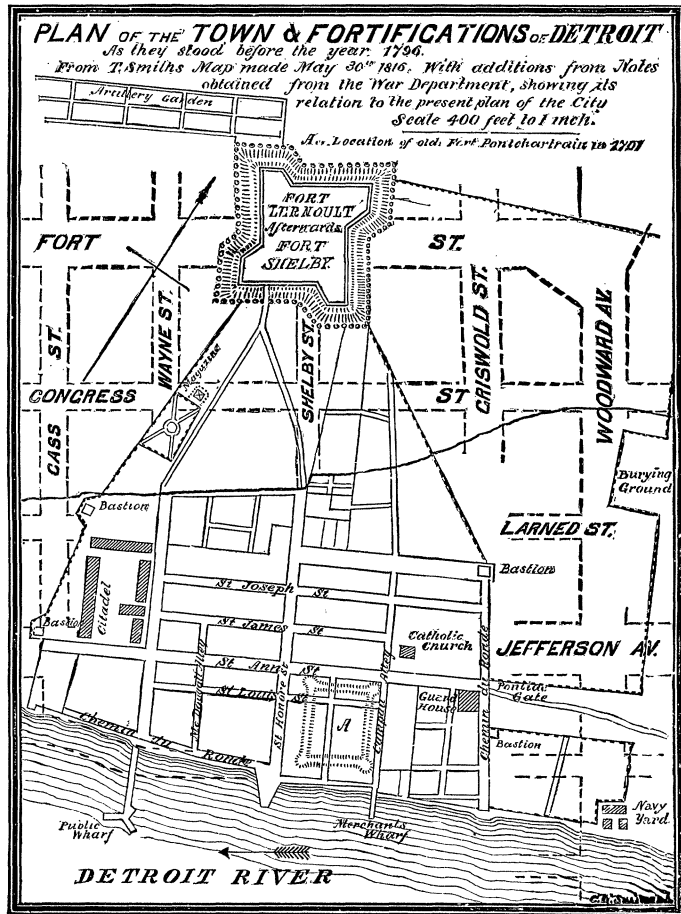 PLAN OF THE TOWN & FORTIFICATIONS OF DETROIT
As they stood before the year 1796.
From T. Smiths Map made May 30th 1816, With additions from Notes
obtained from the War Department, showing its
relation to the present plan of the City
Scale 400 feet to 1 inch.
Artillery Garden
Location of old Fort Pontchartrain in 1701
FORT
LERNOULT
Afterwards
FORT
SHELBY.
FORT
ST.
WAYNE ST.
SHELBY ST.
GRISWOLD ST.
WOODWARD AV.
CASS ST.
Magazine
CONGRESS
ST
Burying
Ground
Bastion
LARNED ST.
Bastion
Citadel
St Joseph St
St James St
Catholic
Church
JEFFERSON AV.
Bastion
St Ann St
St Louis St
St Honore St
Alley
A
Guard
House
Chemin du Ronde
Pontiac
Gate
Bastion
Chemin du Ronde
Public
Wharf
Merchants
Wharf
Navy
Yard
DETROIT RIVER